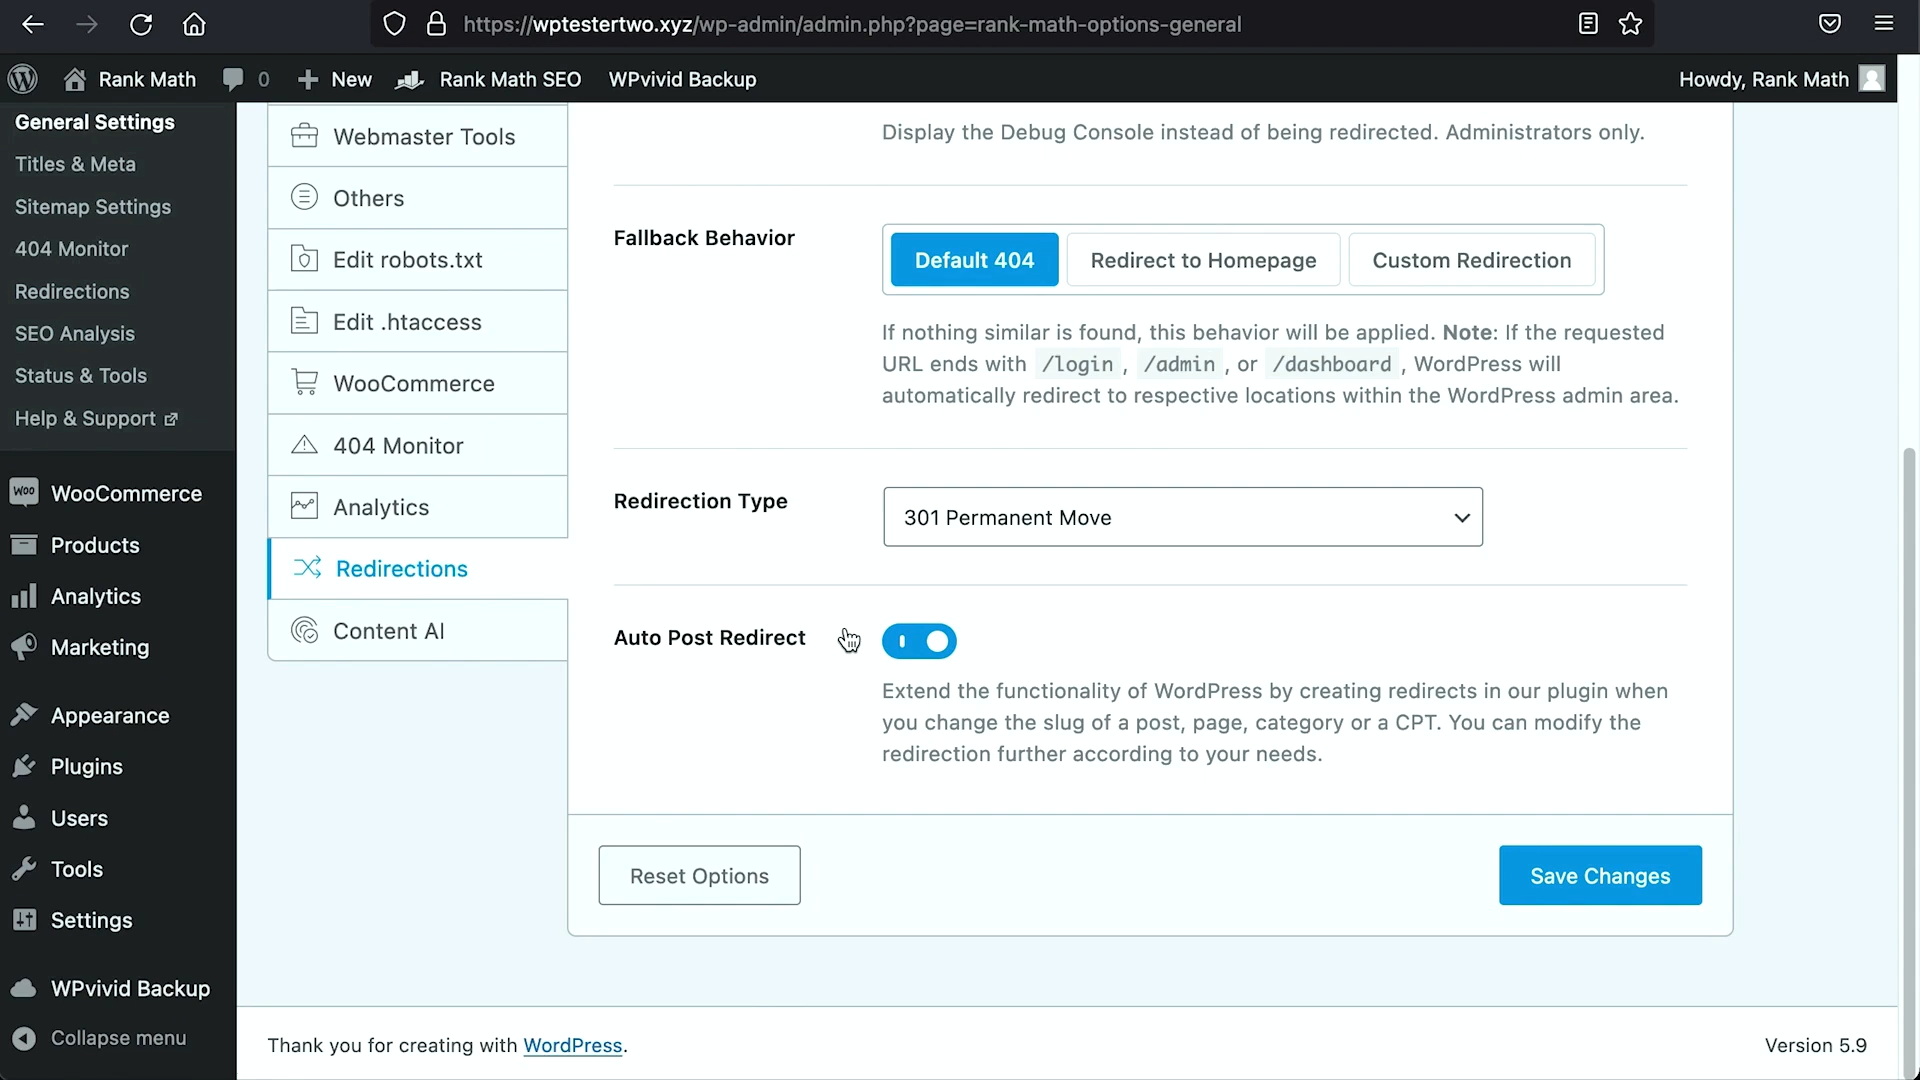 https://wptestertwo.xyz/wp-admin/admin.php?page=rank-math-options-general
Rank Math
0
New
Rank Math SEO
WPvivid Backup
Howdy, Rank Math
General Settings
Titles & Meta
Sitemap Settings
404 Monitor
Redirections
SEO Analysis
Status & Tools
Help & Support
WooCommerce
Products
Analytics
Marketing
Appearance
Plugins
Users
Tools
Settings
WPvivid Backup
Collapse menu
Webmaster Tools
Others
Edit robots.txt
Edit .htaccess
WooCommerce
404 Monitor
Analytics
Redirections
Content AI
Display the Debug Console instead of being redirected. Administrators only.
Fallback Behavior
Default 404
Redirect to Homepage
Custom Redirection
If nothing similar is found, this behavior will be applied. Note: If the requested
URL ends with /login , /admin , or /dashboard , WordPress will
automatically redirect to respective locations within the WordPress admin area.
Redirection Type
301 Permanent Move
Auto Post Redirect
Extend the functionality of WordPress by creating redirects in our plugin when
you change the slug of a post, page, category or a CPT. You can modify the
redirection further according to your needs.
Reset Options
Save Changes
Thank you for creating with WordPress.
Version 5.9